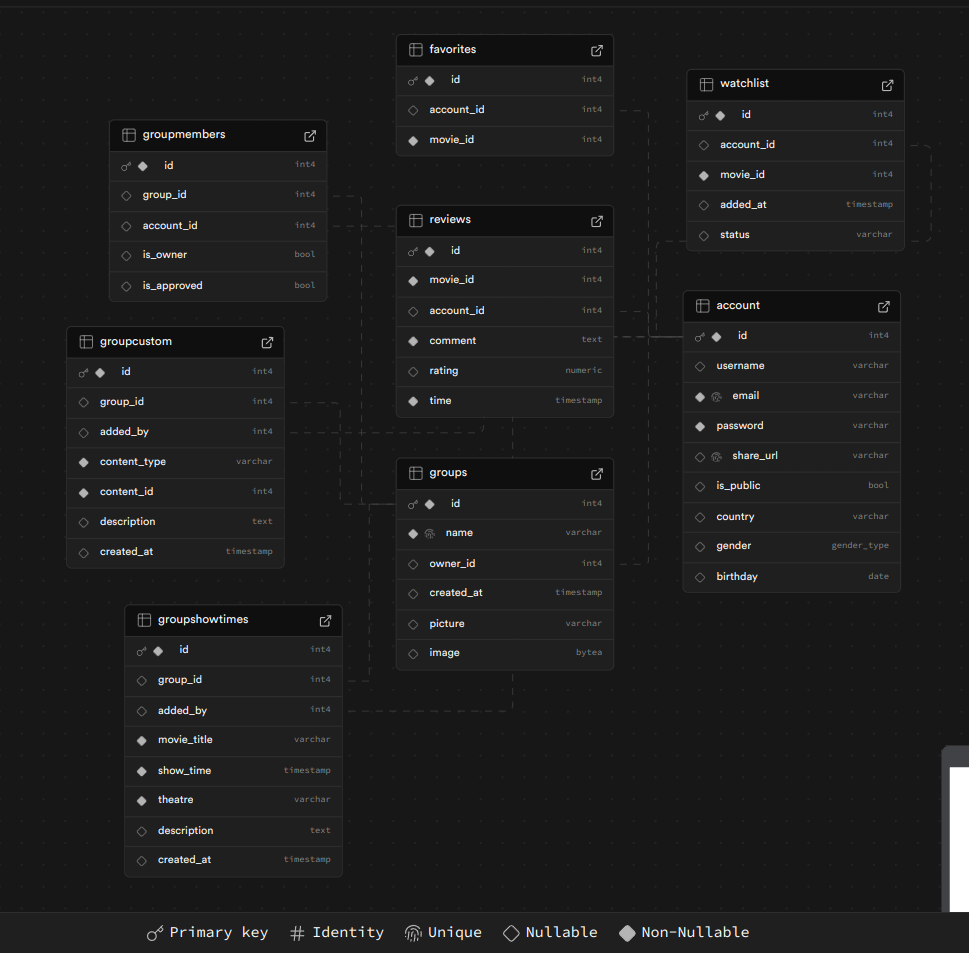 favorites
id int4
account_id int4
movie_id int4
watchlist
id int4
account_id int4
movie_id int4
added_at timestamp
status varchar
groupmembers
id int4
group_id int4
account_id int4
is_owner bool
is_approved bool
reviews
id int4
movie_id int4
account_id int4
comment text
rating numeric
time timestamp
account
id int4
username varchar
email varchar
password varchar
share_url varchar
is_public bool
country varchar
gender gender_type
birthday date
groupcustom
id int4
group_id int4
added_by int4
content_type varchar
content_id int4
description text
created_at timestamp
groups
id int4
name varchar
owner_id int4
created_at timestamp
picture varchar
image bytea
groupshowtimes
id int4
group_id int4
added_by int4
movie_title varchar
show_time timestamp
theatre varchar
description text
created_at timestamp
Primary key Identity Unique Nullable Non-Nullable